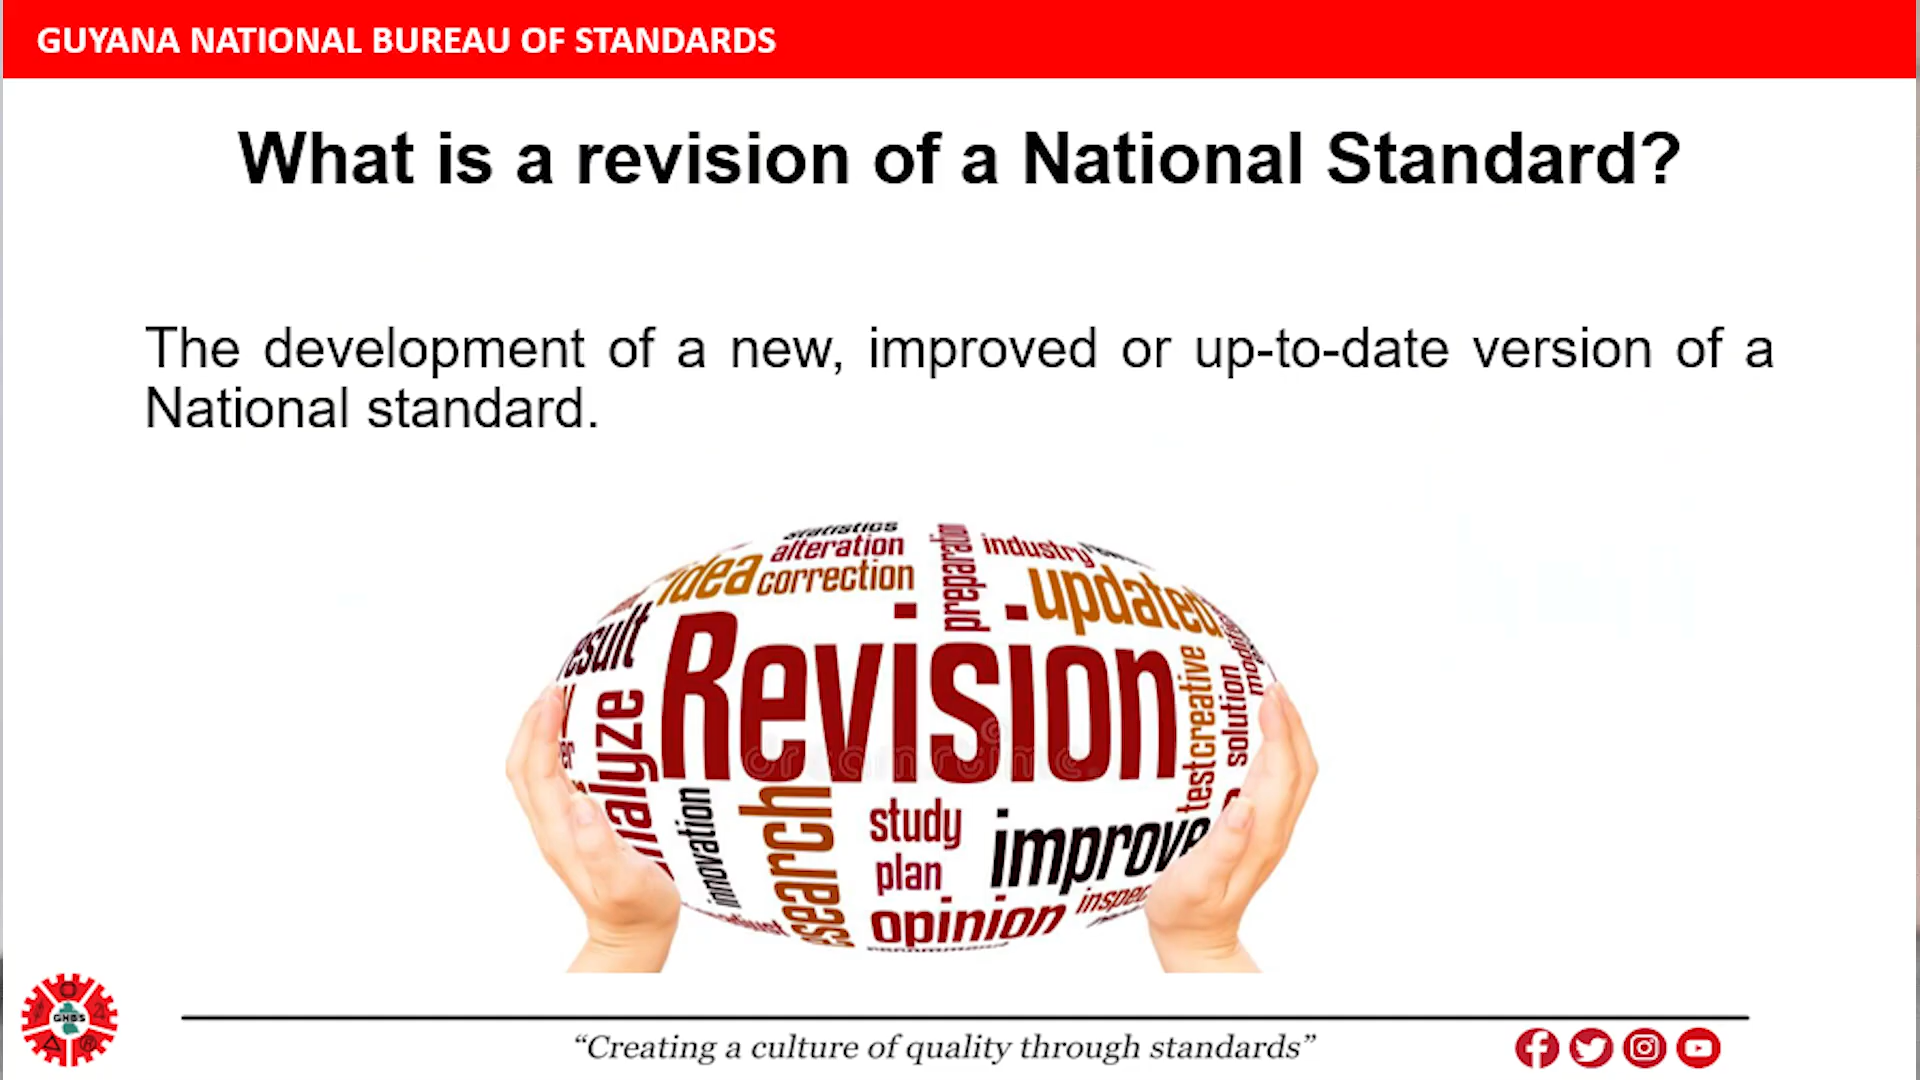 GUYANA NATIONAL BUREAU OF STANDARDS
What is a revision of a National Standard?
The development of a new, improved or up-to-date version of a
National standard.
statistics
alteration
preparation
industry
idea
correction
updated
Revision
creative
test
solution
innovation
study
plan
improve
opinion
GNBS
“Creating a culture of quality through standards”